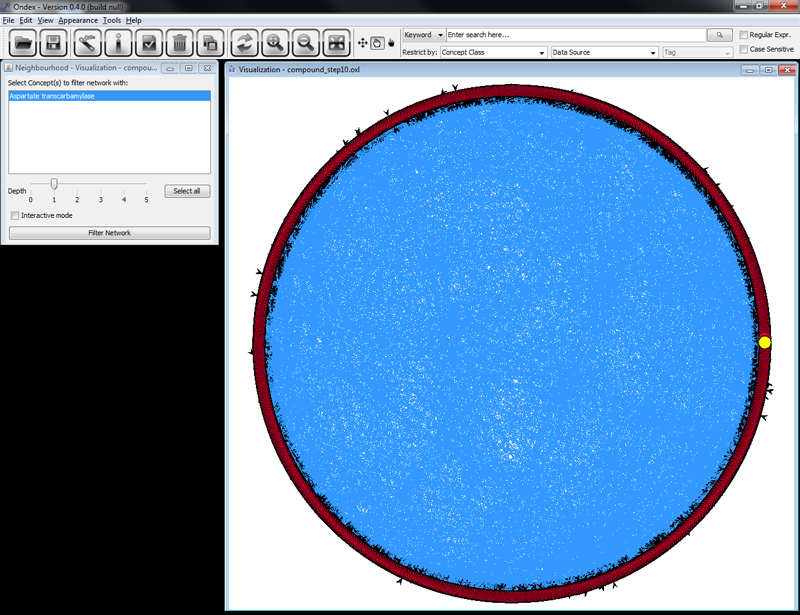 Ondex - Version 0.4.0 (build null)
File Edit View Appearance Tools Help
Keyword Enter search here... Regular Expr.
Restrict by: Concept Class Data Source Tag Case Sensitive
Neighbourhood - Visualization - compou...
Visualization - compound_step10.oxl
Select Concept(s) to filter network with:
Aspartate transcarbamylase
Depth
0 1 2 3 4 5
Select all
Interactive mode
Filter Network